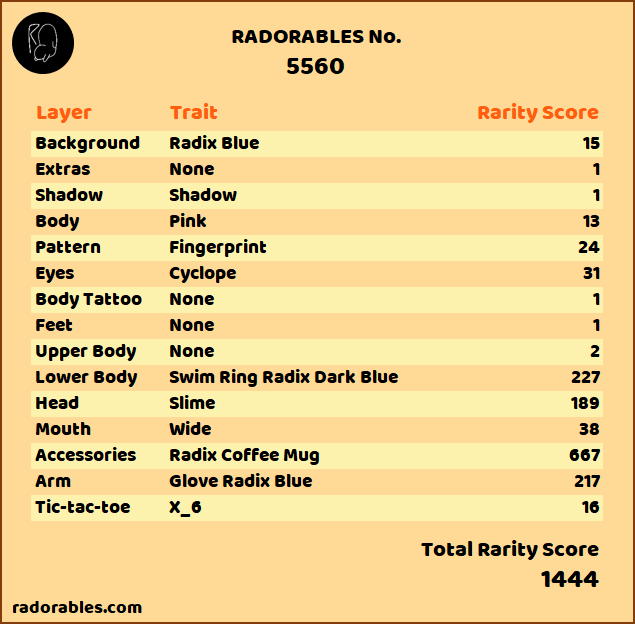 RADORABLES No.
5560
Layer Trait Rarity Score
Background Radix Blue 15
Extras None 1
Shadow Shadow 1
Body Pink 13
Pattern Fingerprint 24
Eyes Cyclope 31
Body Tattoo None 1
Feet None 1
Upper Body None 2
Lower Body Swim Ring Radix Dark Blue 227
Head Slime 189
Mouth Wide 38
Accessories Radix Coffee Mug 667
Arm Glove Radix Blue 217
Tic-tac-toe X_6 16
Total Rarity Score
1444
radorables.com